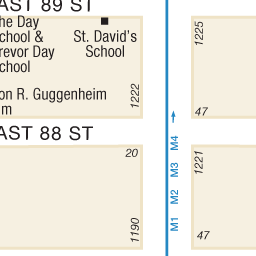 AST 89 ST
he Day
chool &
revor Day
chool
St. David's
School
1225
on R. Guggenheim
m
1222
47
AST 88 ST
M1 M2 M3 M4
20
1221
1190
47